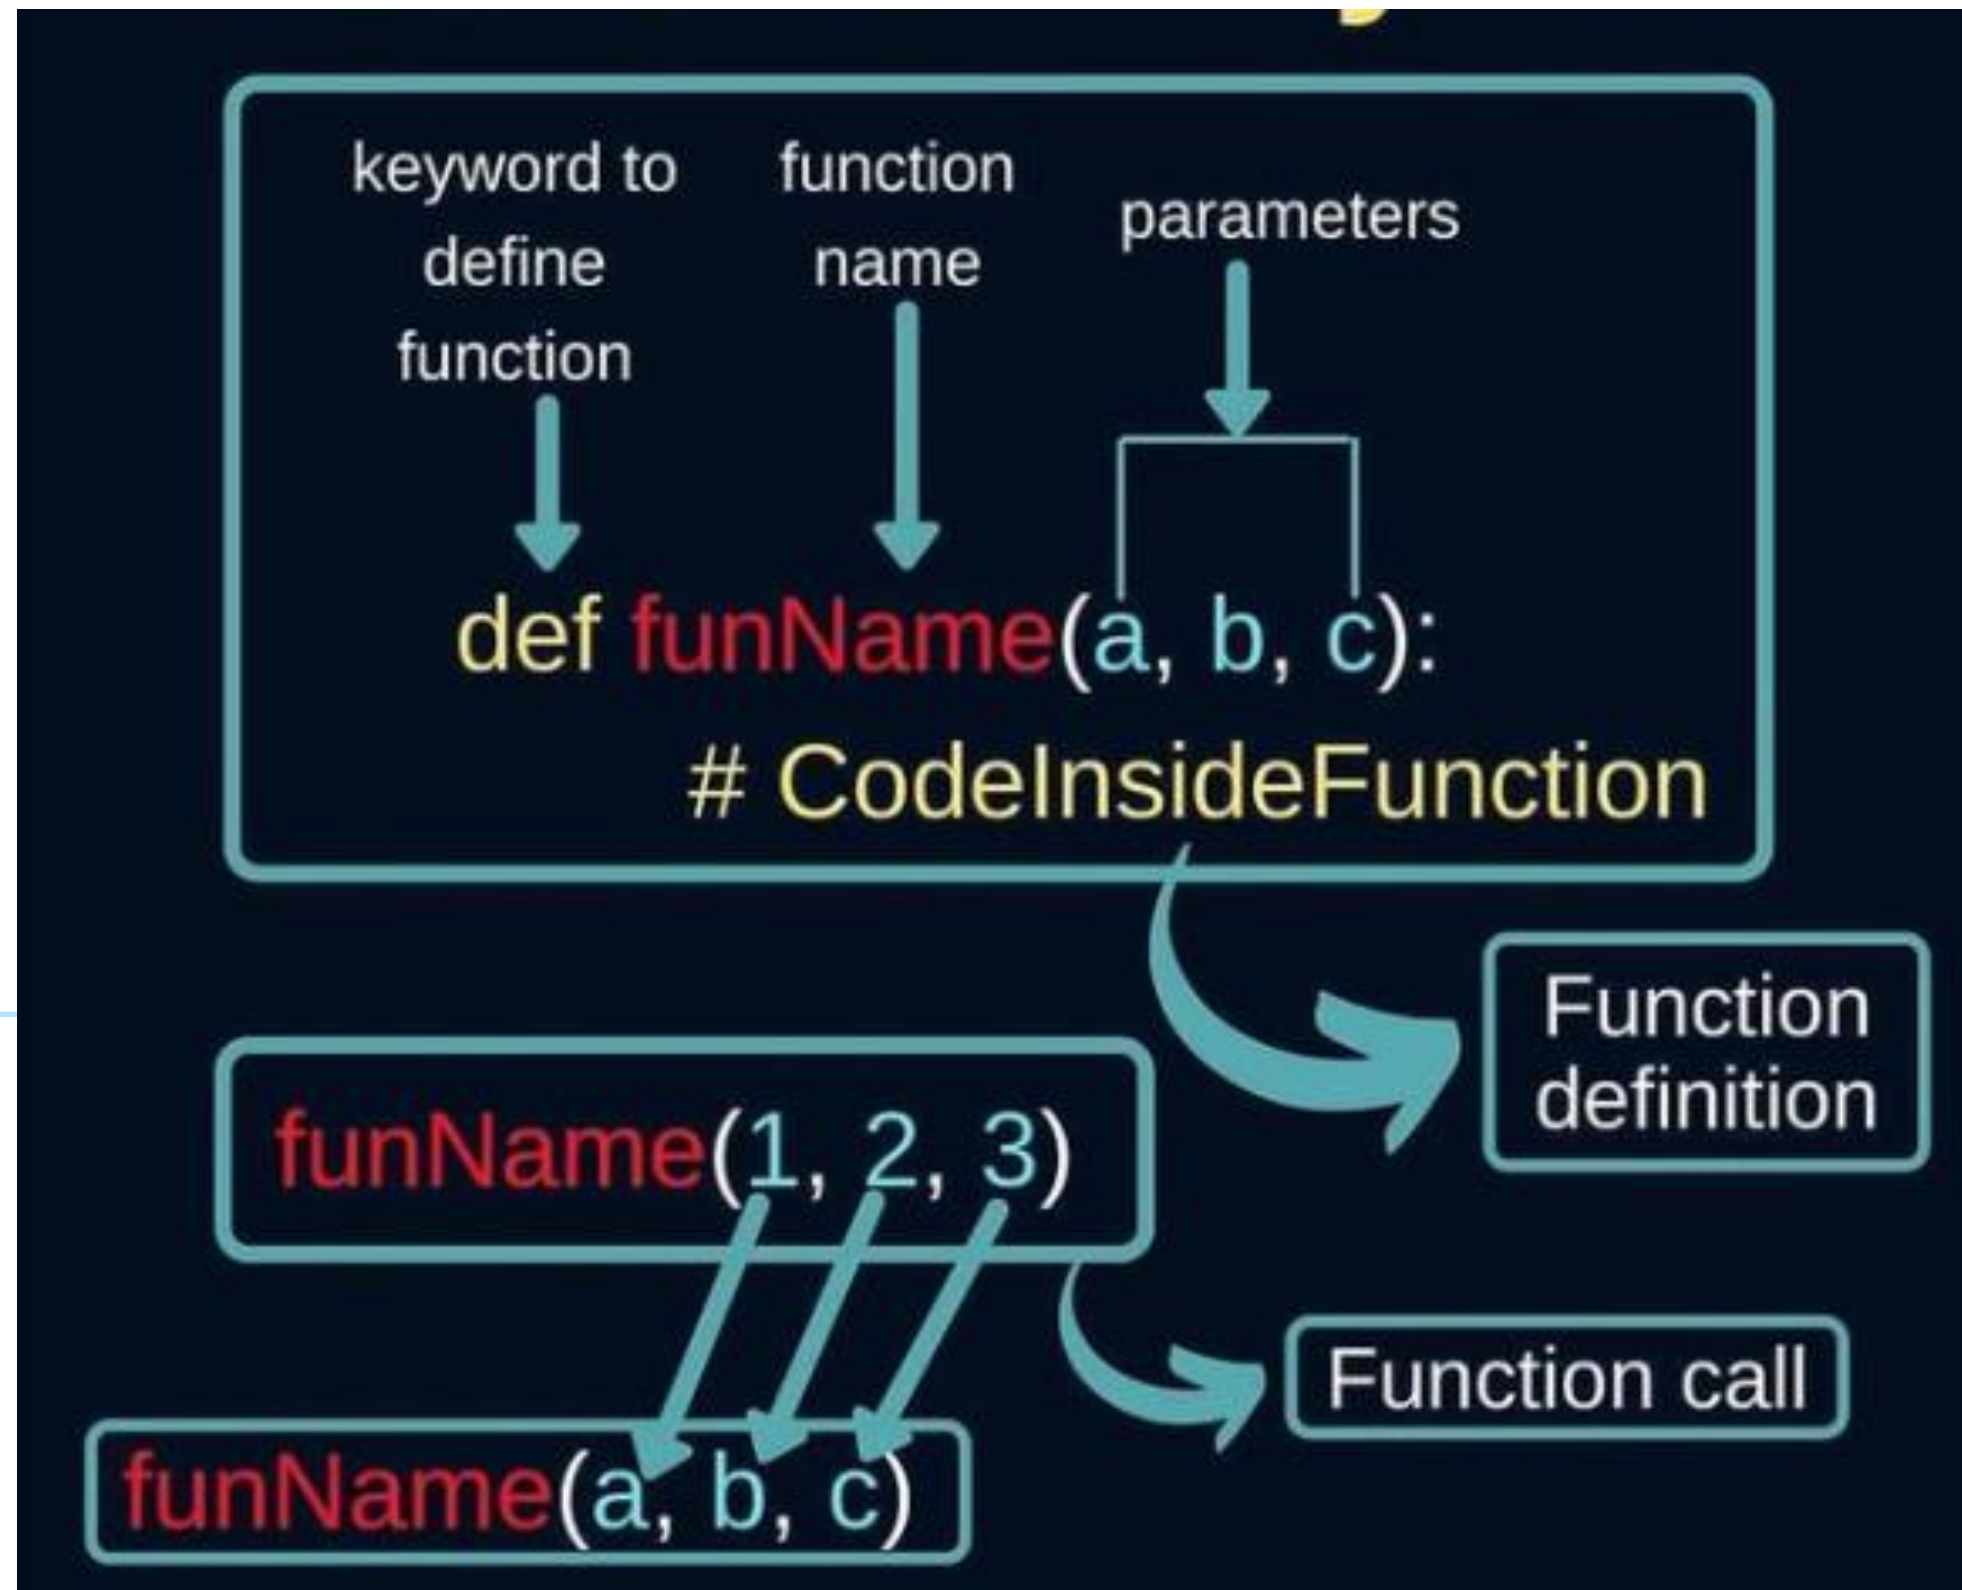 keyword to
define
function
function
name
parameters
def funName(a, b, c):
# CodeInsideFunction
Function
definition
funName(1, 2, 3)
Function call
funName(a, b, c)